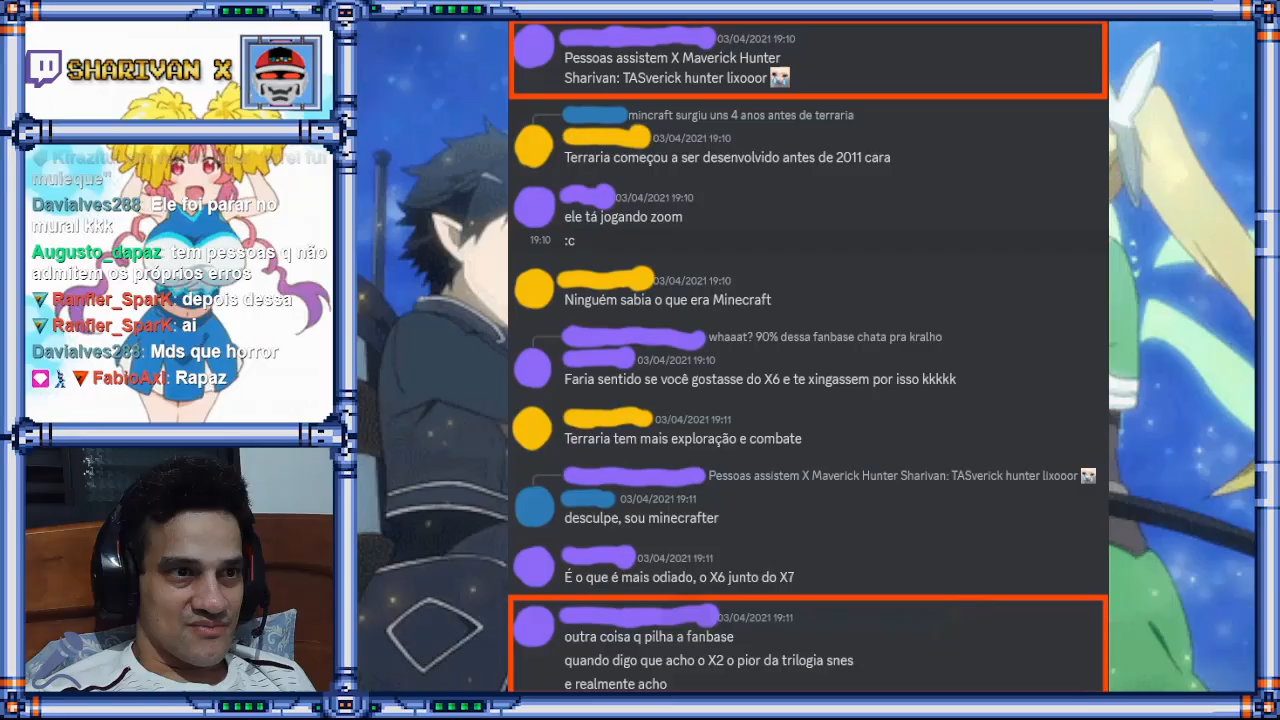 SHARIVAN X
muleque"
Davialves288 Ele foi parar no
mural kkk
Augusto_dapaz: tem pessoas q não
admitem os próprios erros
Ranfler_SparK: depois dessa
Ranfler_SparK: ai
Davialves288: Mds que horror
FabioAxl: Rapaz
03/04/2021 19:10
Pessoas assistem X Maverick Hunter
Sharivan: TASverick hunter lixooor
mincraft surgiu uns 4 anos antes de terraria
03/04/2021 19:10
Terraria começou a ser desenvolvido antes de 2011 cara
03/04/2021 19:10
ele tá jogando zoom
19:10 :c
03/04/2021 19:10
Ninguém sabia o que era Minecraft
whaaat? 90% dessa fanbase chata pra kralho
03/04/2021 19:10
Faria sentido se você gostasse do X6 e te xingassem por isso kkkkk
03/04/2021 19:11
Terraria tem mais exploração e combate
Pessoas assistem X Maverick Hunter Sharivan: TASverick hunter lixooor
03/04/2021 19:11
desculpe, sou minecrafter
03/04/2021 19:11
É o que é mais odiado, o X6 junto do X7
03/04/2021 19:11
outra coisa q pilha a fanbase
quando digo que acho o X2 o pior da trilogia snes
e realmente acho